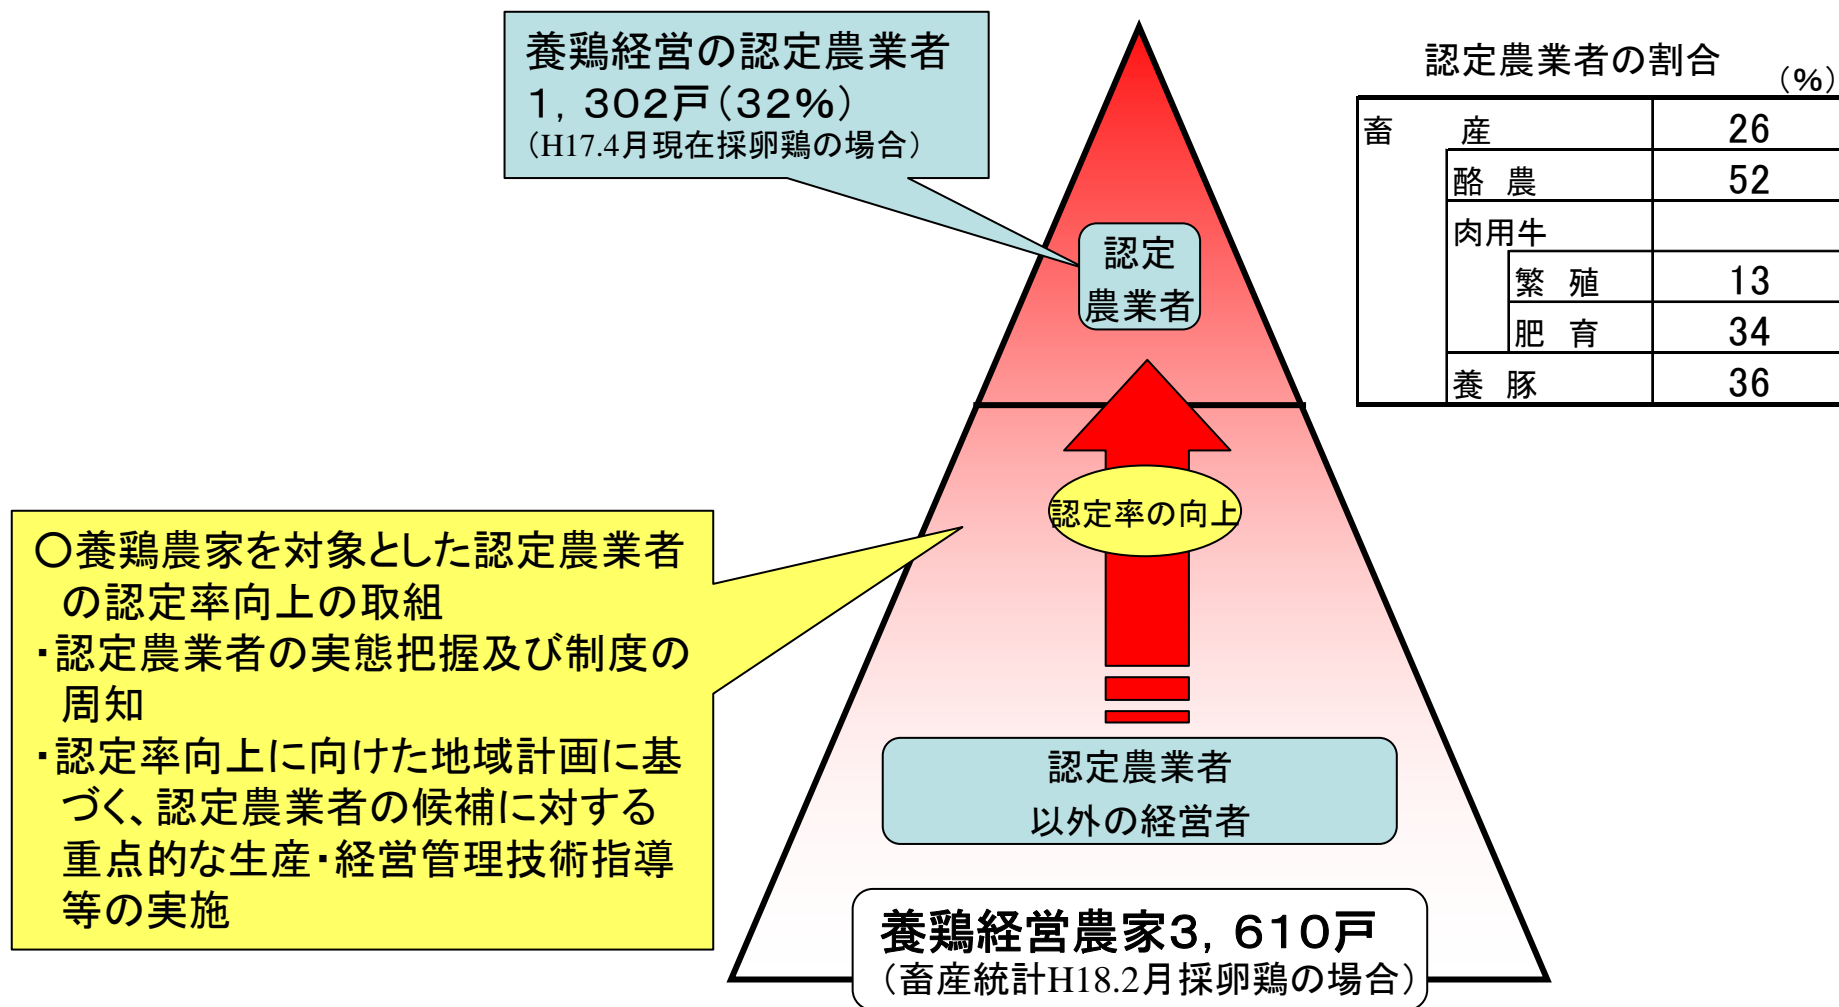 養鶏経営の認定農業者
1，302戸(32%)
(H17.4月現在採卵鶏の場合)
認定農業者の割合
(%)
畜　産 26
酪 農 52
肉用牛
繁 殖 13
肥 育 34
養 豚 36
認定
農業者
認定率の向上
○養鶏農家を対象とした認定農業者
の認定率向上の取組
・認定農業者の実態把握及び制度の
周知
・認定率向上に向けた地域計画に基
づく、認定農業者の候補に対する
重点的な生産・経営管理技術指導
等の実施
認定農業者
以外の経営者
養鶏経営農家3，610戸
(畜産統計H18.2月採卵鶏の場合)